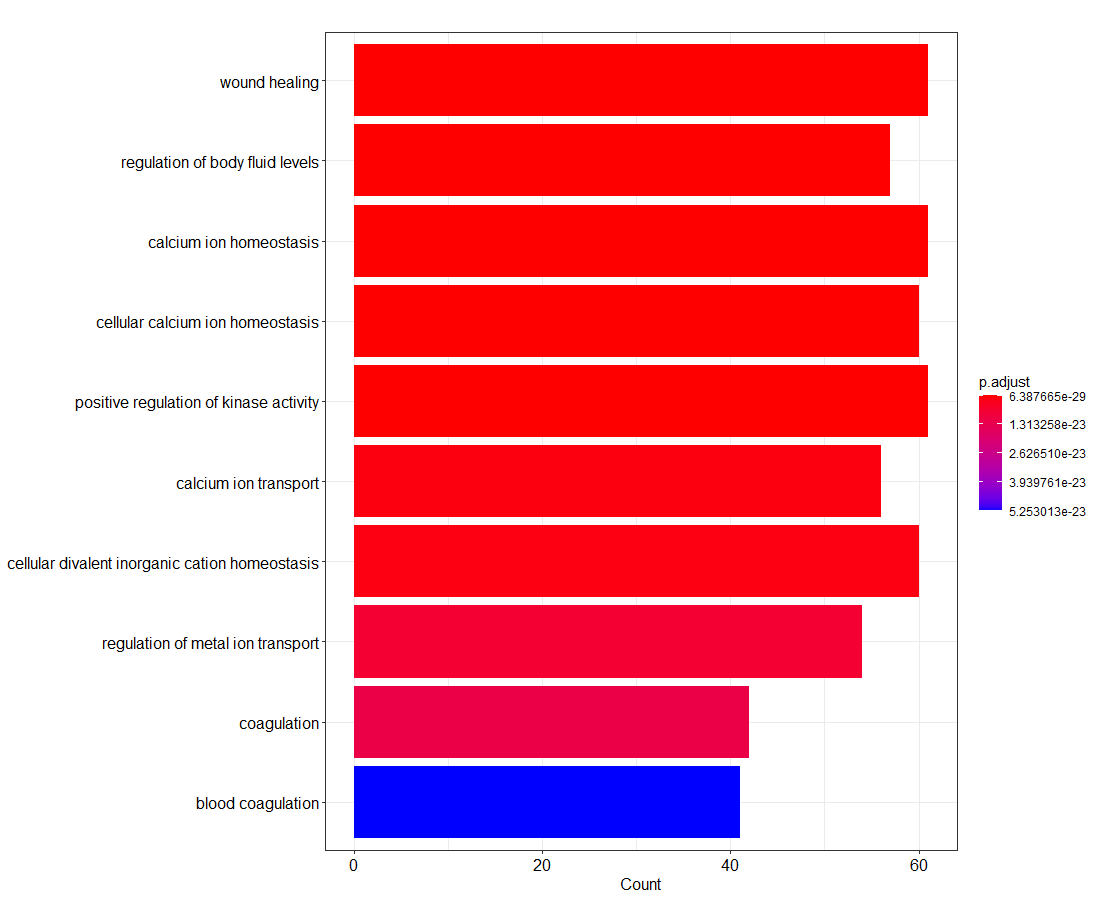 wound healing
regulation of body fluid levels
calcium ion homeostasis
cellular calcium ion homeostasis
positive regulation of kinase activity
calcium ion transport
cellular divalent inorganic cation homeostasis
regulation of metal ion transport
coagulation
blood coagulation
0 20 40 60
Count
p.adjust
6.387665e-29
1.313258e-23
2.626510e-23
3.939761e-23
5.253013e-23